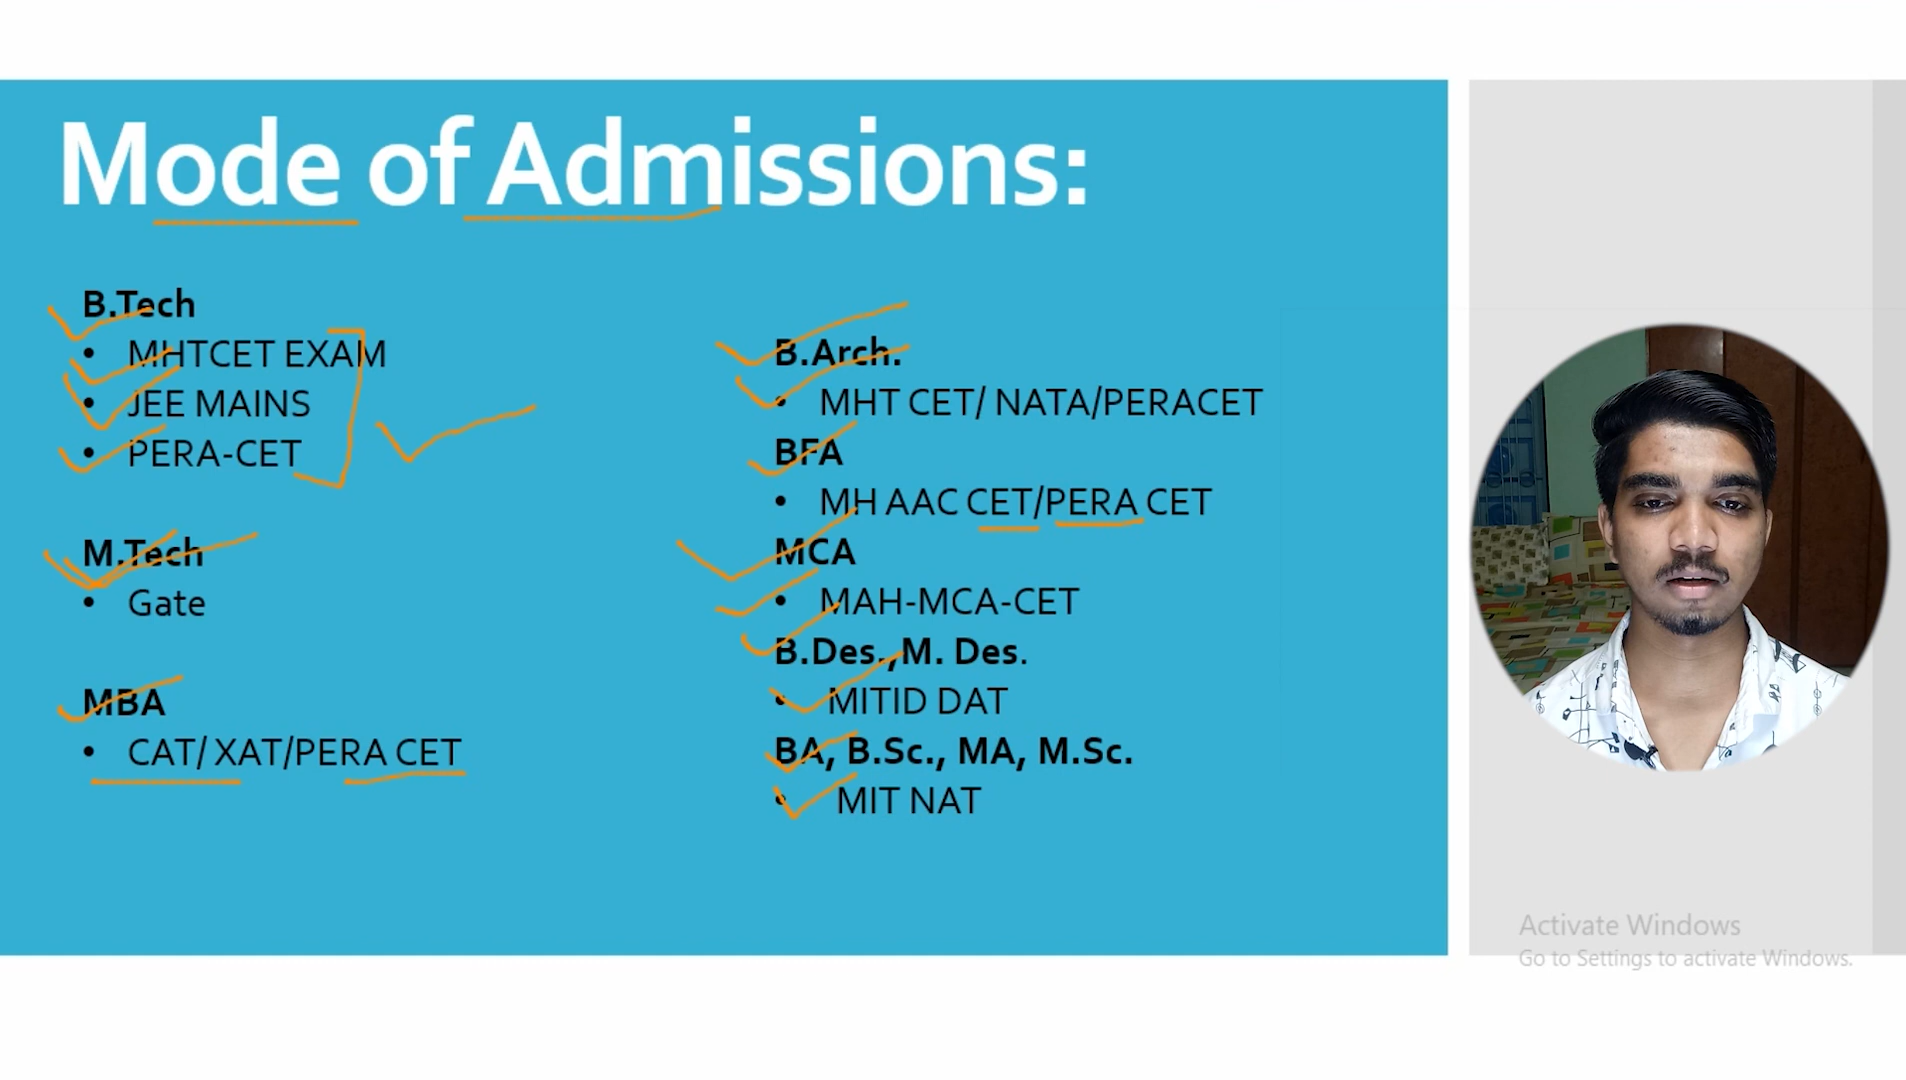 Mode of Admissions:
B.Tech
• MHTCET EXAM
• JEE MAINS
• PERA-CET
M.Tech
• Gate
MBA
• CAT/ XAT/PERA CET
B.Arch.
• MHT CET/ NATA/PERACET
BFA
• MH AAC CET/PERA CET
MCA
• MAH-MCA-CET
B.Des.,M. Des.
• MITID DAT
BA, B.Sc., MA, M.Sc.
• MIT NAT
Activate Windows
Go to Settings to activate Windows.